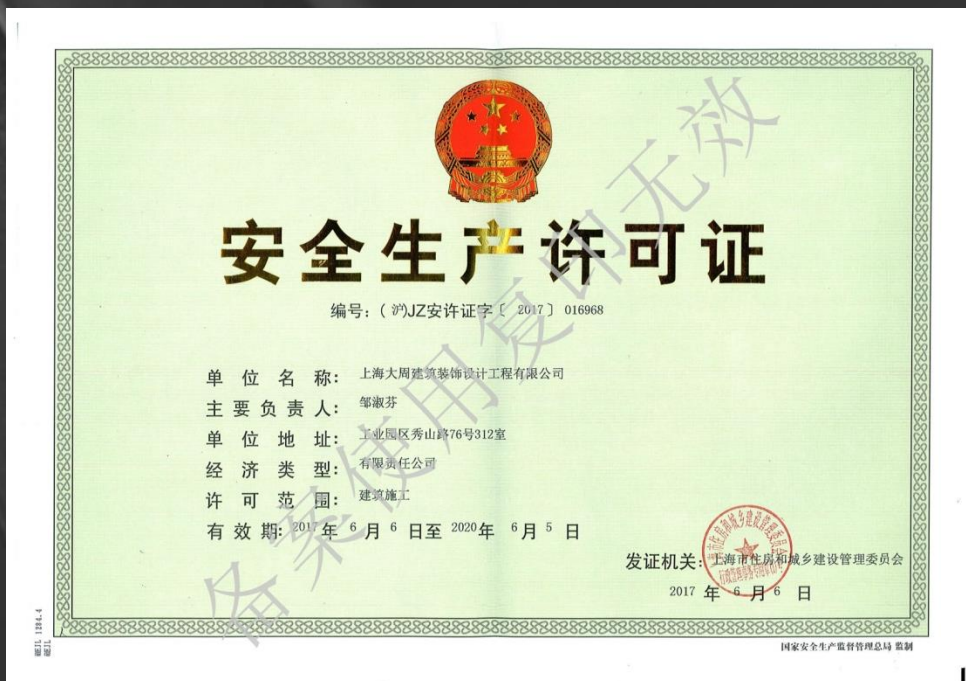 安全生产许可证
编号:(沪)JZ安许证字〔 2017〕 016968
单位名称: 上海大周建筑装饰设计工程有限公司
主要负责人: 邹淑芬
单位地址: 工业园区秀山路76号312室
经济类型: 有限责任公司
许可范围: 建筑施工
有效期: 2017年 6月 6日至 2020年 6月 5日
发证机关: 上海市住房和城乡建设管理委员会
2017年 6月 6日
国家安全生产监督管理总局 监制
备案使用复印无效